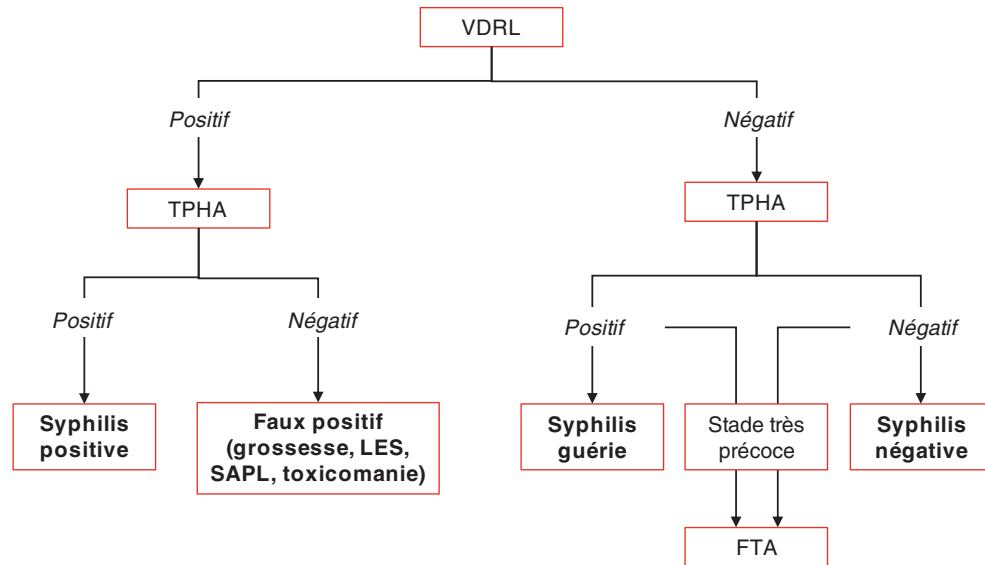 VDRL
Positif
Négatif
TPHA
TPHA
Positif
Négatif
Positif
Négatif
Syphilis
positive
Faux positif
(grossesse, LES,
SAPL, toxicomanie)
Syphilis
guérie
Stade très
précoce
Syphilis
négative
FTA